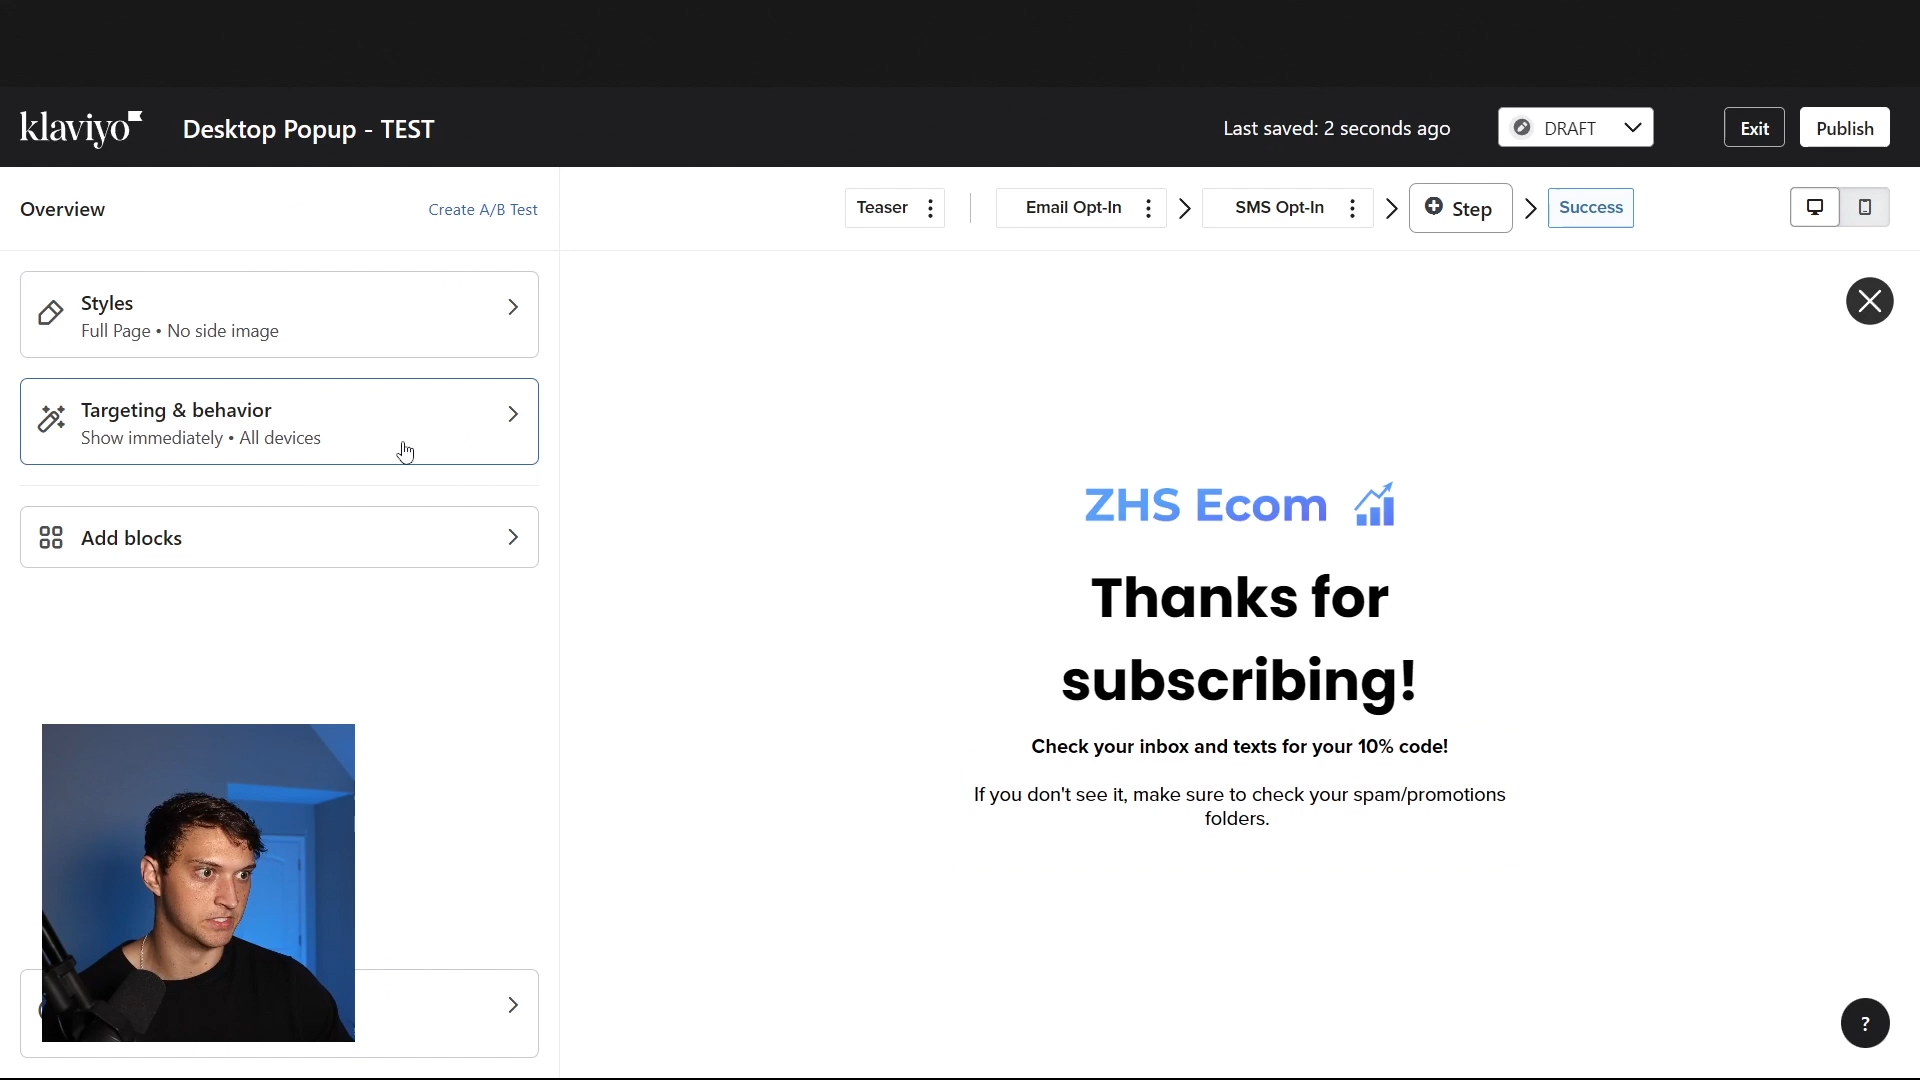 klaviyo
Desktop Popup - TEST
Last saved: 2 seconds ago
DRAFT
Exit
Publish
Overview
Create A/B Test
Teaser
Email Opt-In
SMS Opt-In
Step
Success
Styles
Full Page • No side image
Targeting & behavior
Show immediately • All devices
Add blocks
ZHS Ecom
Thanks for
subscribing!
Check your inbox and texts for your 10% code!
If you don't see it, make sure to check your spam/promotions
folders.
?